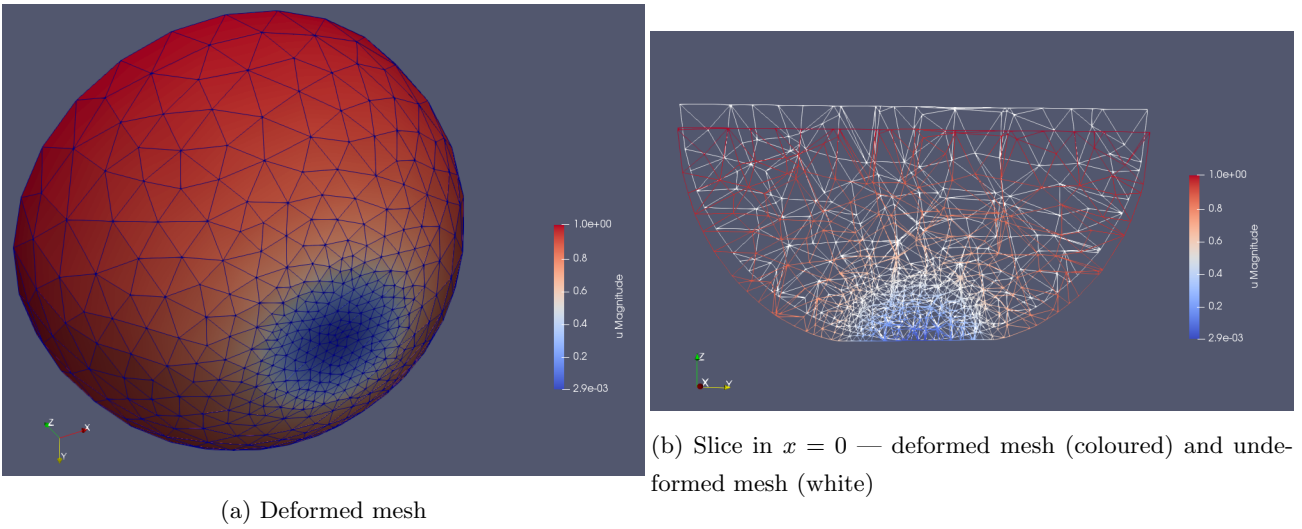 1.0e+00
0.8
0.6
0.4
0.2
2.9e-03
u Magnitude
Z
X
Y
(a) Deformed mesh
1.0e+00
0.8
0.6
0.4
0.2
2.9e-03
u Magnitude
Z
X
Y
(b) Slice in x = 0 — deformed mesh (coloured) and unde-
formed mesh (white)